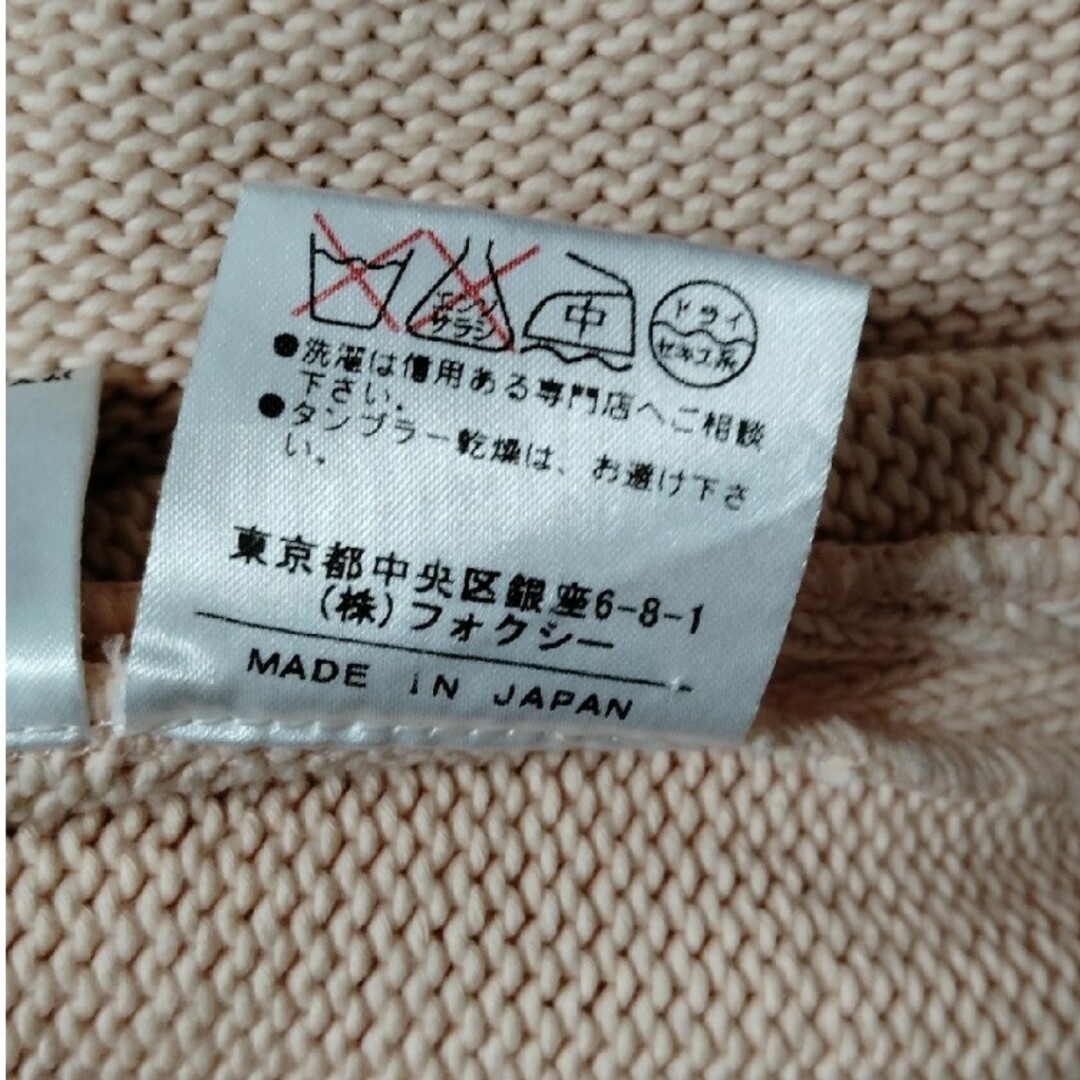 エンソ
サラシ
中
ドライ
セキユ系
●洗濯は信用ある専門店へご相談
下さい。
●タンブラー乾燥は、お避け下さ
い。
東京都中央区銀座6-8-1
(株)フォクシー
MADE IN JAPAN